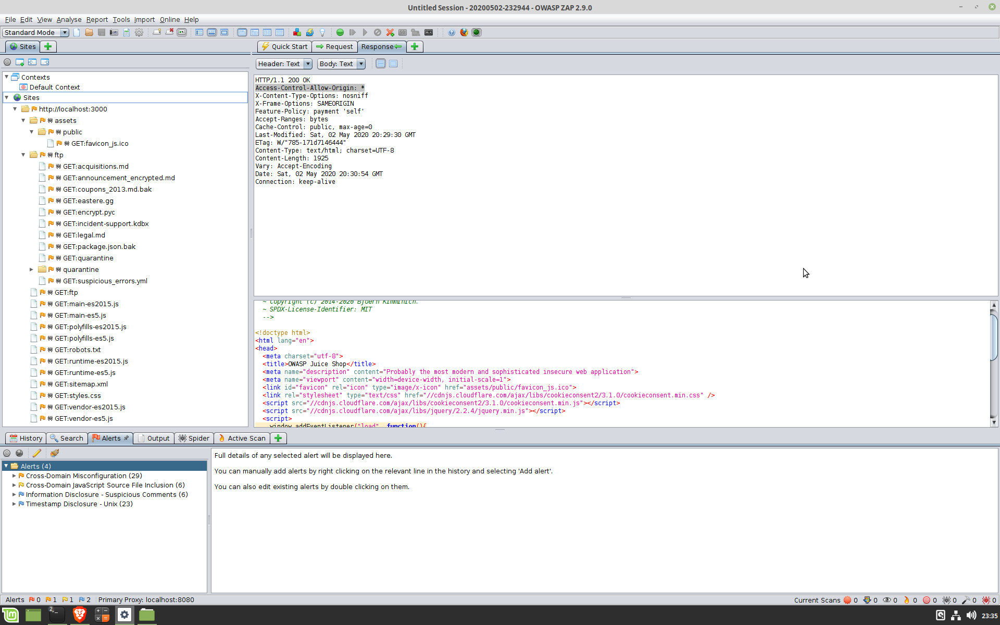 Untitled Session - 20200502-232944 - OWASP ZAP 2.9.0
File Edit View Analyse Report Tools Import Online Help
Standard Mode
Sites
Quick Start
Request
Response
Header: Text
Body: Text
Contexts
Default Context
Sites
http://localhost:3000
assets
public
GET:favicon_js.ico
ftp
GET:acquisitions.md
GET:announcement_encrypted.md
GET:coupons_2013.md.bak
GET:eastere.gg
GET:encrypt.pyc
GET:incident-support.kdbx
GET:legal.md
GET:package.json.bak
GET:quarantine
quarantine
GET:suspicious_errors.yml
GET:ftp
GET:main-es2015.js
GET:main-es5.js
GET:polyfills-es2015.js
GET:polyfills-es5.js
GET:robots.txt
GET:runtime-es2015.js
GET:runtime-es5.js
GET:sitemap.xml
GET:styles.css
GET:vendor-es2015.js
GET:vendor-es5.js
HTTP/1.1 200 OK
Access-Control-Allow-Origin: *
X-Content-Type-Options: nosniff
X-Frame-Options: SAMEORIGIN
Feature-Policy: payment 'self'
Accept-Ranges: bytes
Cache-Control: public, max-age=0
Last-Modified: Sat, 02 May 2020 20:29:30 GMT
ETag: W/"785-171d7146444"
Content-Type: text/html; charset=UTF-8
Content-Length: 1925
Vary: Accept-Encoding
Date: Sat, 02 May 2020 20:30:54 GMT
Connection: keep-alive
~ Copyright (c) 2014-2020 Bjoern Kimminich.
~ SPDX-License-Identifier: MIT
-->
<!doctype html>
<html lang="en">
<head>
<meta charset="utf-8">
<title>OWASP Juice Shop</title>
<meta name="description" content="Probably the most modern and sophisticated insecure web application">
<meta name="viewport" content="width=device-width, initial-scale=1">
<link id="favicon" rel="icon" type="image/x-icon" href="assets/public/favicon_js.ico">
<link rel="stylesheet" type="text/css" href="//cdnjs.cloudflare.com/ajax/libs/cookieconsent2/3.1.0/cookieconsent.min.css" />
<script src="//cdnjs.cloudflare.com/ajax/libs/cookieconsent2/3.1.0/cookieconsent.min.js"></script>
<script src="//cdnjs.cloudflare.com/ajax/libs/jquery/2.2.4/jquery.min.js"></script>
<script>
window.addEventListener("load", function(){
History
Search
Alerts
Output
Spider
Active Scan
Alerts (4)
Cross-Domain Misconfiguration (29)
Cross-Domain JavaScript Source File Inclusion (6)
Information Disclosure - Suspicious Comments (6)
Timestamp Disclosure - Unix (23)
Full details of any selected alert will be displayed here.
You can manually add alerts by right clicking on the relevant line in the history and selecting 'Add alert'.
You can also edit existing alerts by double clicking on them.
Alerts 0 1 1 2 Primary Proxy: localhost:8080
Current Scans 0 0 0 0 0 0 0 0
2
23:35